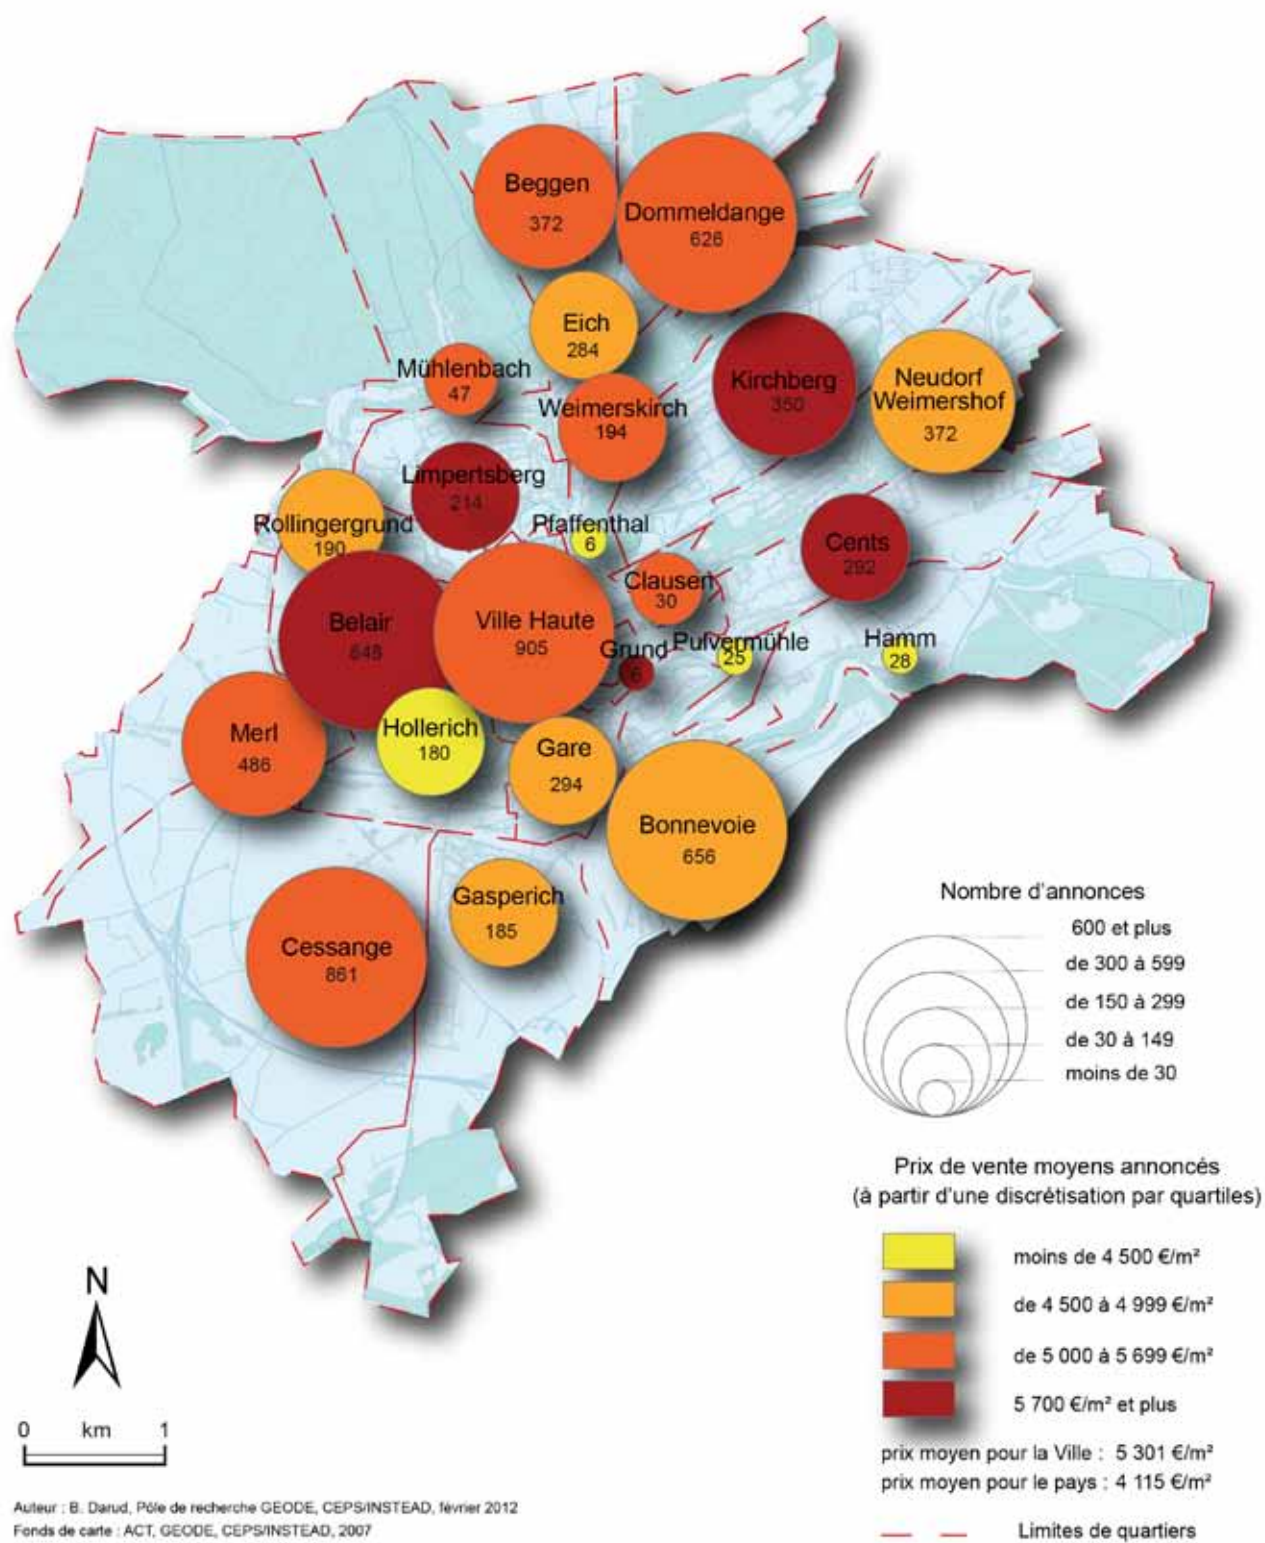 Beggen
372
Dommeldange
626
Eich
284
Mühlenbach
47
Weimerskirch
194
Kirchberg
350
Neudorf
Weimershof
372
Limpertsberg
214
Rollingergrund
190
Pfaffenthal
6
Cents
292
Clausen
30
Belair
648
Ville Haute
905
Grund
6
Pulvermühle
25
Hamm
28
Merl
486
Hollerich
180
Gare
294
Bonnevoie
656
Gasperich
185
Cessange
861
Nombre d'annonces
600 et plus
de 300 à 599
de 150 à 299
de 30 à 149
moins de 30
Prix de vente moyens annoncés
(à partir d'une discrétisation par quartiles)
moins de 4 500 €/m²
de 4 500 à 4 999 €/m²
de 5 000 à 5 699 €/m²
5 700 €/m² et plus
prix moyen pour la Ville : 5 301 €/m²
prix moyen pour le pays : 4 115 €/m²
Limites de quartiers
N
0 km 1
Auteur : B. Darud, Pôle de recherche GEODE, CEPS/INSTEAD, février 2012
Fonds de carte : ACT, GEODE, CEPS/INSTEAD, 2007